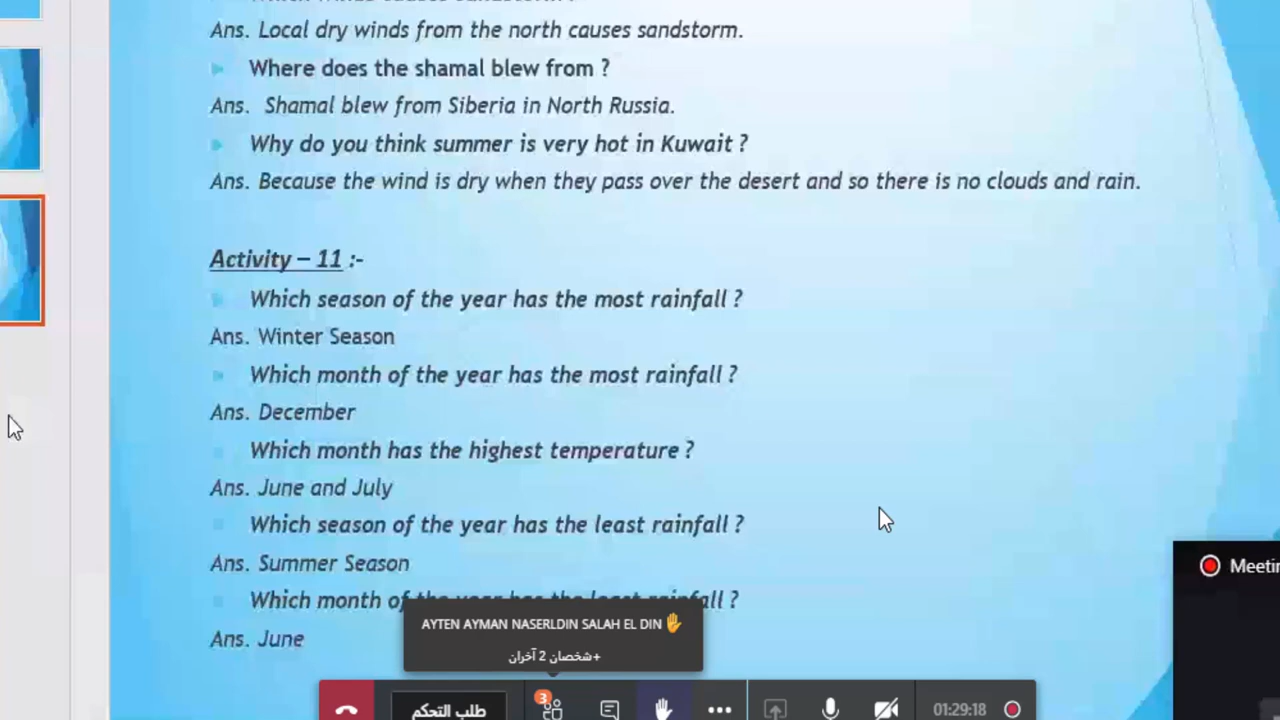 Ans. Local dry winds from the north causes sandstorm.
Where does the shamal blew from ?
Ans. Shamal blew from Siberia in North Russia.
Why do you think summer is very hot in Kuwait ?
Ans. Because the wind is dry when they pass over the desert and so there is no clouds and rain.
Activity – 11 :-
Which season of the year has the most rainfall ?
Ans. Winter Season
Which month of the year has the most rainfall ?
Ans. December
Which month has the highest temperature ?
Ans. June and July
Which season of the year has the least rainfall ?
Ans. Summer Season
Which month of the year has the least rainfall ?
Ans. June
AYTEN AYMAN NASERLDIN SALAH EL DIN
+شخصان 2 آخران
3
طلب التحكم
01:29:18